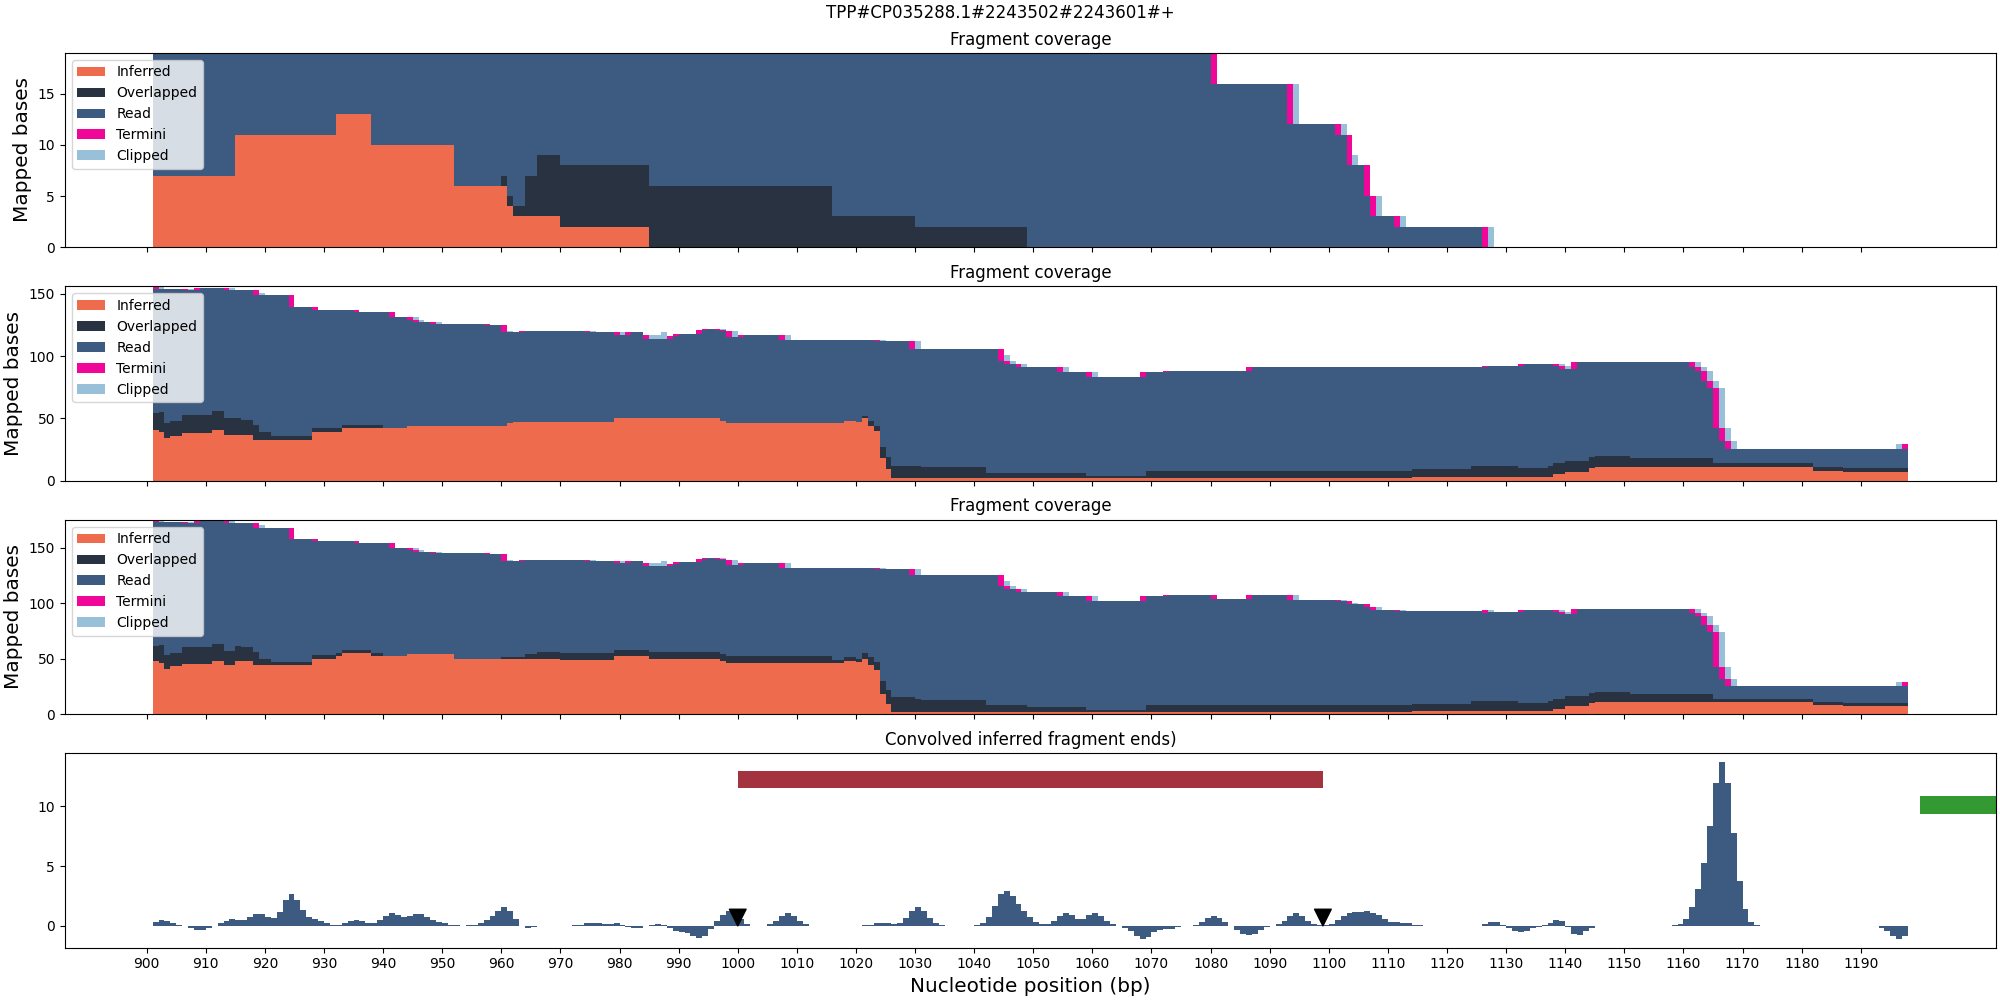 TPP#CP035288.1#2243502#2243601#+
Fragment coverage
Mapped bases
15
10
5
0
Inferred
Overlapped
Read
Termini
Clipped
Fragment coverage
Mapped bases
150
100
50
0
Inferred
Overlapped
Read
Termini
Clipped
Fragment coverage
Mapped bases
150
100
50
0
Inferred
Overlapped
Read
Termini
Clipped
Convolved inferred fragment ends)
10
5
0
900 910 920 930 940 950 960 970 980 990 1000 1010 1020 1030 1040 1050 1060 1070 1080 1090 1100 1110 1120 1130 1140 1150 1160 1170 1180 1190
Nucleotide position (bp)